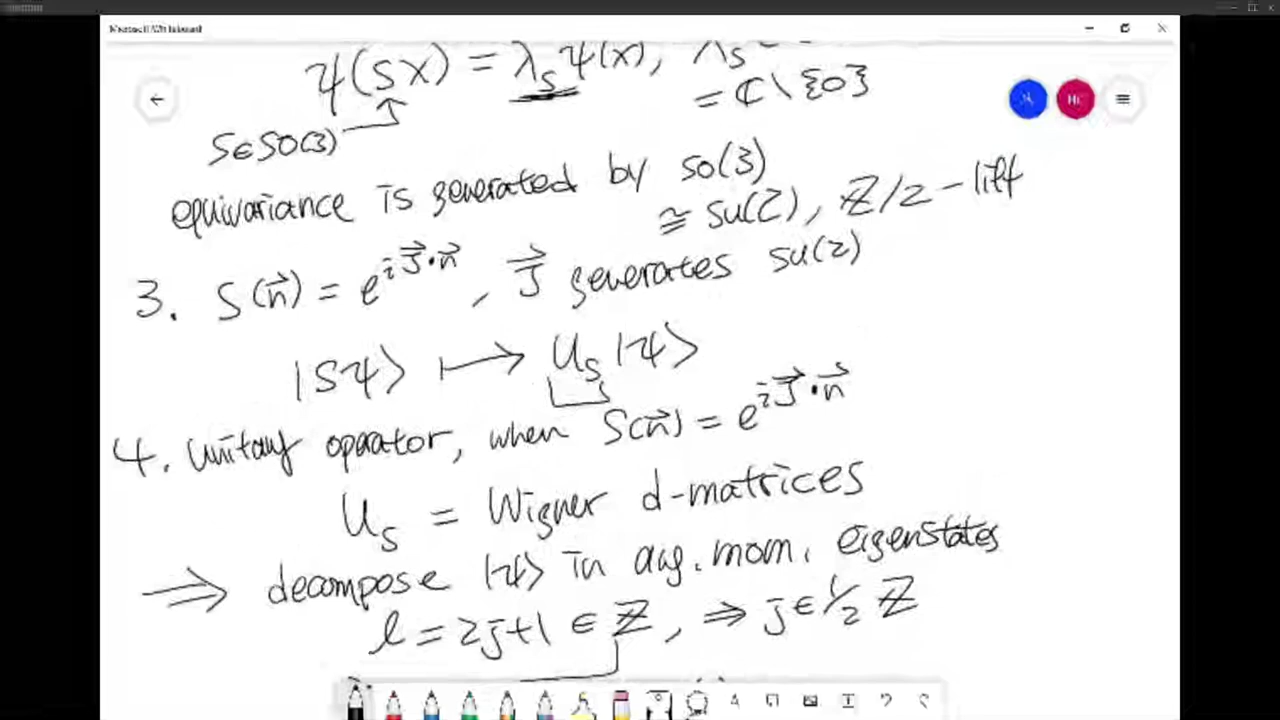 Microsoft Whiteboard
ψ(Sx) = λ_S ψ(x), λ_S
= ℂ\{0}
S∈SO(3)
equivariance is generated by so(3)
≅ su(2), ℤ/2-lift
3. S(n⃗) = e^{iJ⃗·n⃗}, J⃗ generates su(2)
|Sψ⟩ ↦ U_S|ψ⟩
4. Unitary operator, when S(n⃗) = e^{iJ⃗·n⃗}
U_S = Wigner d-matrices
⇒ decompose |ψ⟩ in ang. mom. eigenstates
l = 2j+1 ∈ ℤ, ⇒ j ∈ 1/2 ℤ